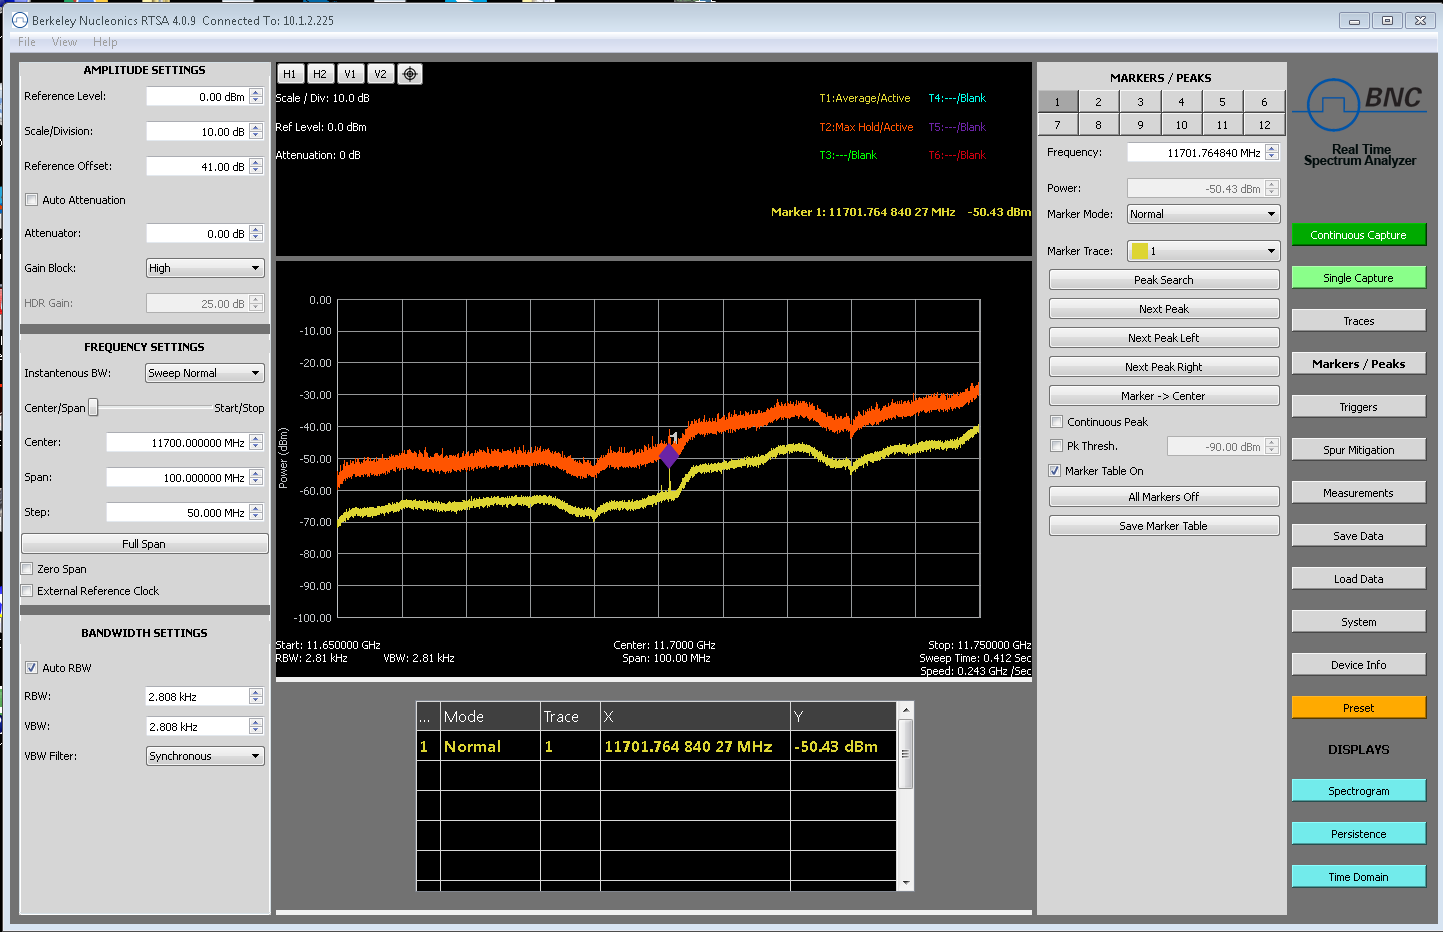 Berkeley Nucleonics RTSA 4.0.9 Connected To: 10.1.2.225
File View Help
AMPLITUDE SETTINGS
Reference Level: 0.00 dBm
Scale/Division: 10.00 dB
Reference Offset: 41.00 dB
Auto Attenuation
Attenuator: 0.00 dB
Gain Block: High
HDR Gain: 25.00 dB
FREQUENCY SETTINGS
Instantenous BW: Sweep Normal
Center/Span Start/Stop
Center: 11700.000000 MHz
Span: 100.000000 MHz
Step: 50.000 MHz
Full Span
Zero Span
External Reference Clock
BANDWIDTH SETTINGS
Auto RBW
RBW: 2.808 kHz
VBW: 2.808 kHz
VBW Filter: Synchronous
H1 H2 V1 V2
Scale / Div: 10.0 dB
Ref Level: 0.0 dBm
Attenuation: 0 dB
T1:Average/Active T4:---/Blank
T2:Max Hold/Active T5:---/Blank
T3:---/Blank T6:---/Blank
Marker 1: 11701.764 840 27 MHz -50.43 dBm
Power (dBm)
0.00
-10.00
-20.00
-30.00
-40.00
-50.00
-60.00
-70.00
-80.00
-90.00
-100.00
1
Start: 11.650000 GHz Center: 11.7000 GHz Stop: 11.750000 GHz
RBW: 2.81 kHz VBW: 2.81 kHz Span: 100.00 MHz Sweep Time: 0.412 Sec
Speed: 0.243 GHz /Sec
... Mode Trace X Y
1 Normal 1 11701.764 840 27 MHz -50.43 dBm
MARKERS / PEAKS
1 2 3 4 5 6
7 8 9 10 11 12
Frequency: 11701.764840 MHz
Power: -50.43 dBm
Marker Mode: Normal
Marker Trace: 1
Peak Search
Next Peak
Next Peak Left
Next Peak Right
Marker -> Center
Continuous Peak
Pk Thresh. -90.00 dBm
Marker Table On
All Markers Off
Save Marker Table
BNC
Real Time
Spectrum Analyzer
Continuous Capture
Single Capture
Traces
Markers / Peaks
Triggers
Spur Mitigation
Measurements
Save Data
Load Data
System
Device Info
Preset
DISPLAYS
Spectrogram
Persistence
Time Domain